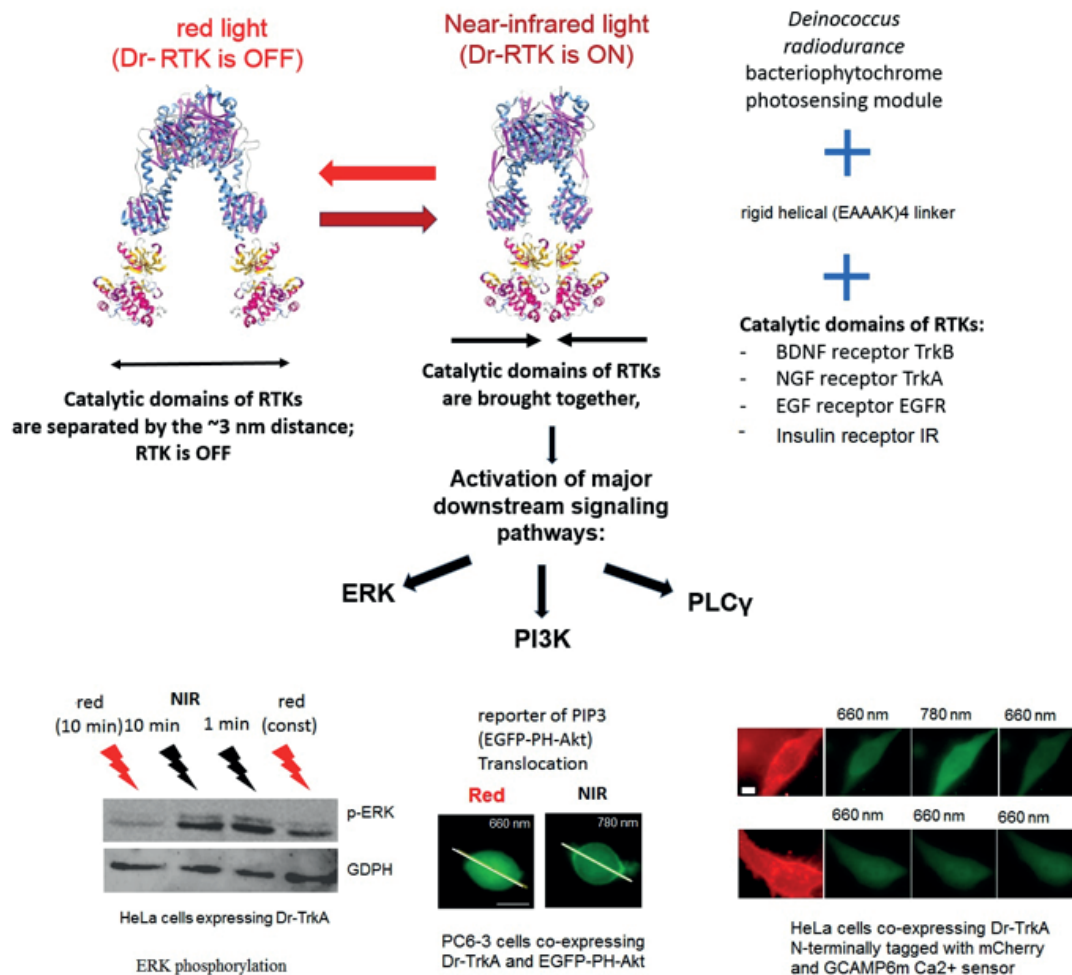 red light
(Dr-RTK is OFF)
Near-infrared light
(Dr-RTK is ON)
Deinococcus
radiodurance
bacteriophytochrome
photosensing module
rigid helical (EAAAK)4 linker
Catalytic domains of RTKs:
- BDNF receptor TrkB
- NGF receptor TrkA
- EGF receptor EGFR
- Insulin receptor IR
Catalytic domains of RTKs
are separated by the ~3 nm distance;
RTK is OFF
Catalytic domains of RTKs
are brought together,
Activation of major
downstream signaling
pathways:
ERK
PI3K
PLCγ
red
(10 min)
NIR
10 min
1 min
red
(const)
p-ERK
GDPH
HeLa cells expressing Dr-TrkA
ERK phosphorylation
reporter of PIP3
(EGFP-PH-Akt)
Translocation
Red
NIR
660 nm
780 nm
PC6-3 cells co-expressing
Dr-TrkA and EGFP-PH-Akt
660 nm
780 nm
660 nm
660 nm
660 nm
660 nm
HeLa cells co-expressing Dr-TrkA
N-terminally tagged with mCherry
and GCAMP6m Ca2+ sensor